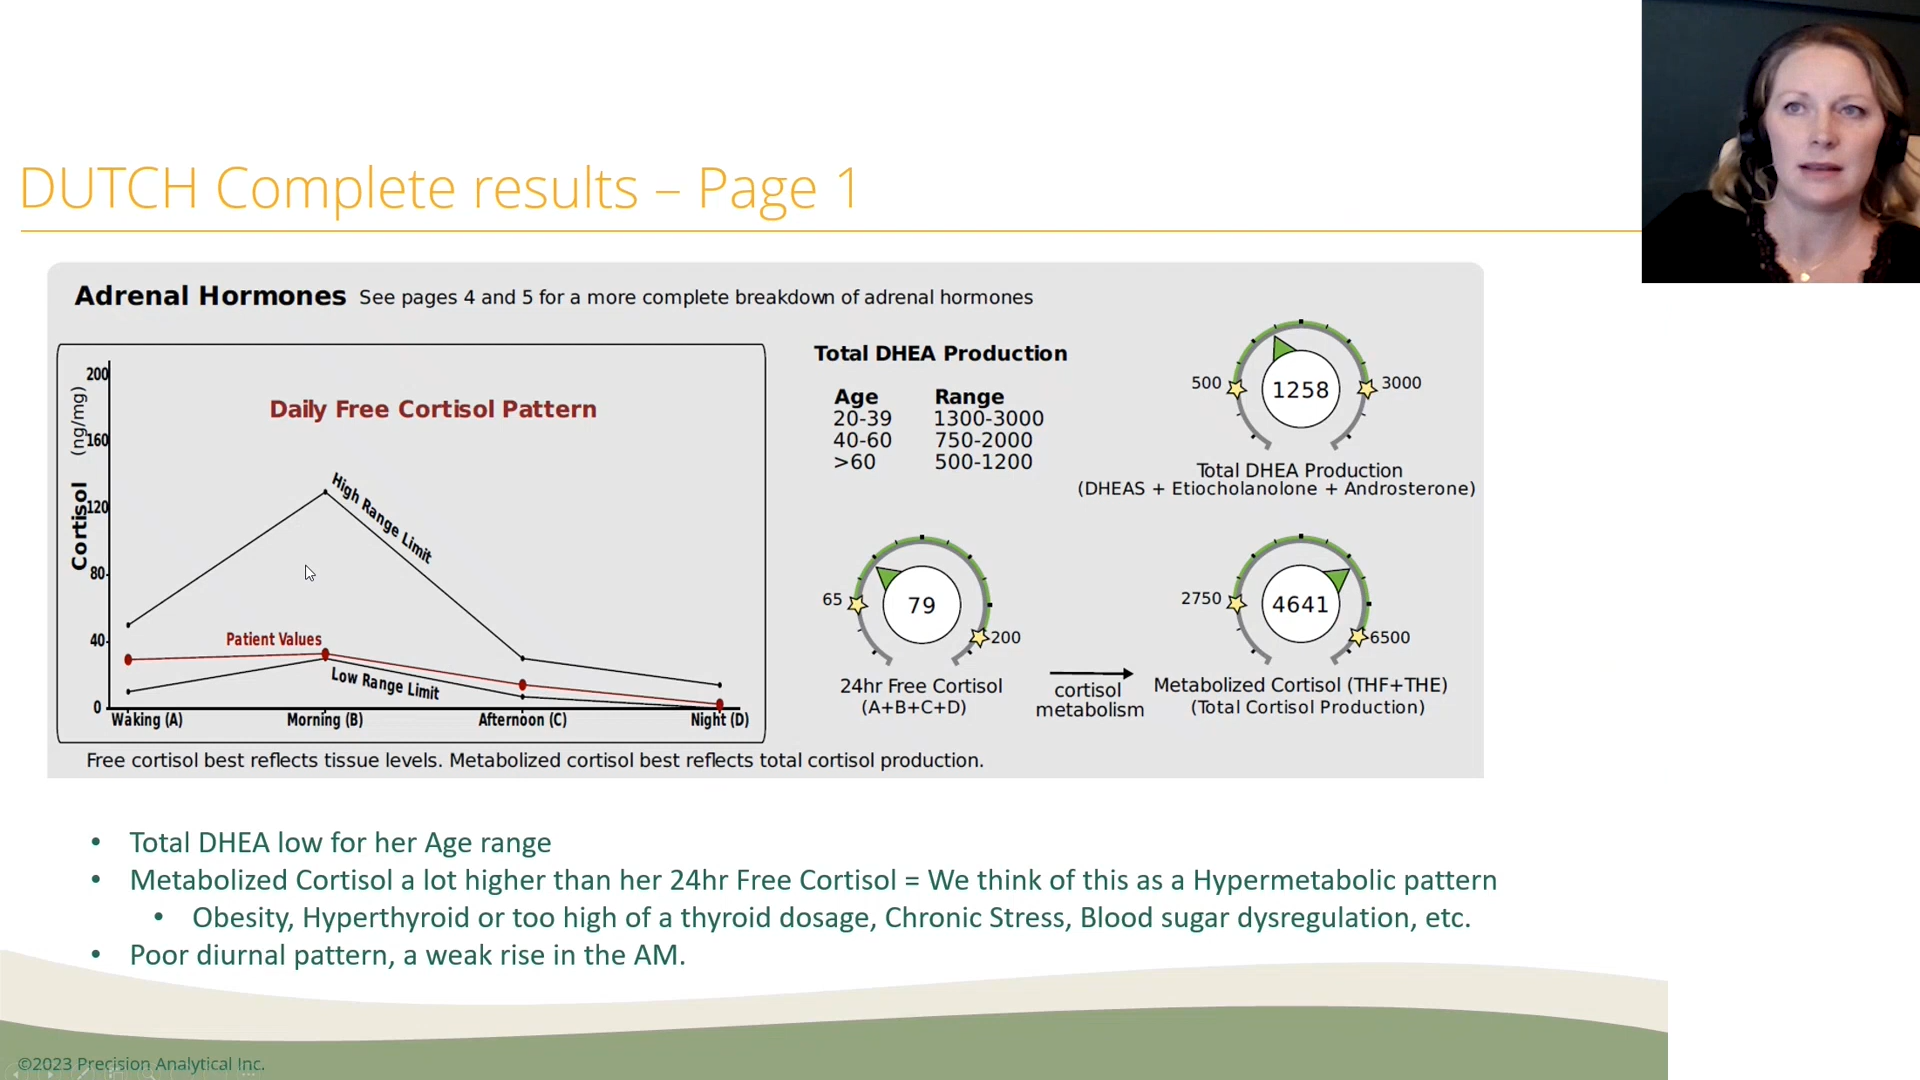 DUTCH Complete results – Page 1
Adrenal Hormones See pages 4 and 5 for a more complete breakdown of adrenal hormones
Daily Free Cortisol Pattern
Cortisol (ng/mg)
200
160
120
80
40
0
High Range Limit
Patient Values
Low Range Limit
Waking (A) Morning (B) Afternoon (C) Night (D)
Total DHEA Production
Age Range
20-39 1300-3000
40-60 750-2000
>60 500-1200
500 1258 3000
Total DHEA Production
(DHEAS + Etiocholanolone + Androsterone)
65 79 200
24hr Free Cortisol
(A+B+C+D)
cortisol
metabolism
2750 4641 6500
Metabolized Cortisol (THF+THE)
(Total Cortisol Production)
Free cortisol best reflects tissue levels. Metabolized cortisol best reflects total cortisol production.
• Total DHEA low for her Age range
• Metabolized Cortisol a lot higher than her 24hr Free Cortisol = We think of this as a Hypermetabolic pattern
• Obesity, Hyperthyroid or too high of a thyroid dosage, Chronic Stress, Blood sugar dysregulation, etc.
• Poor diurnal pattern, a weak rise in the AM.
©2023 Precision Analytical Inc.